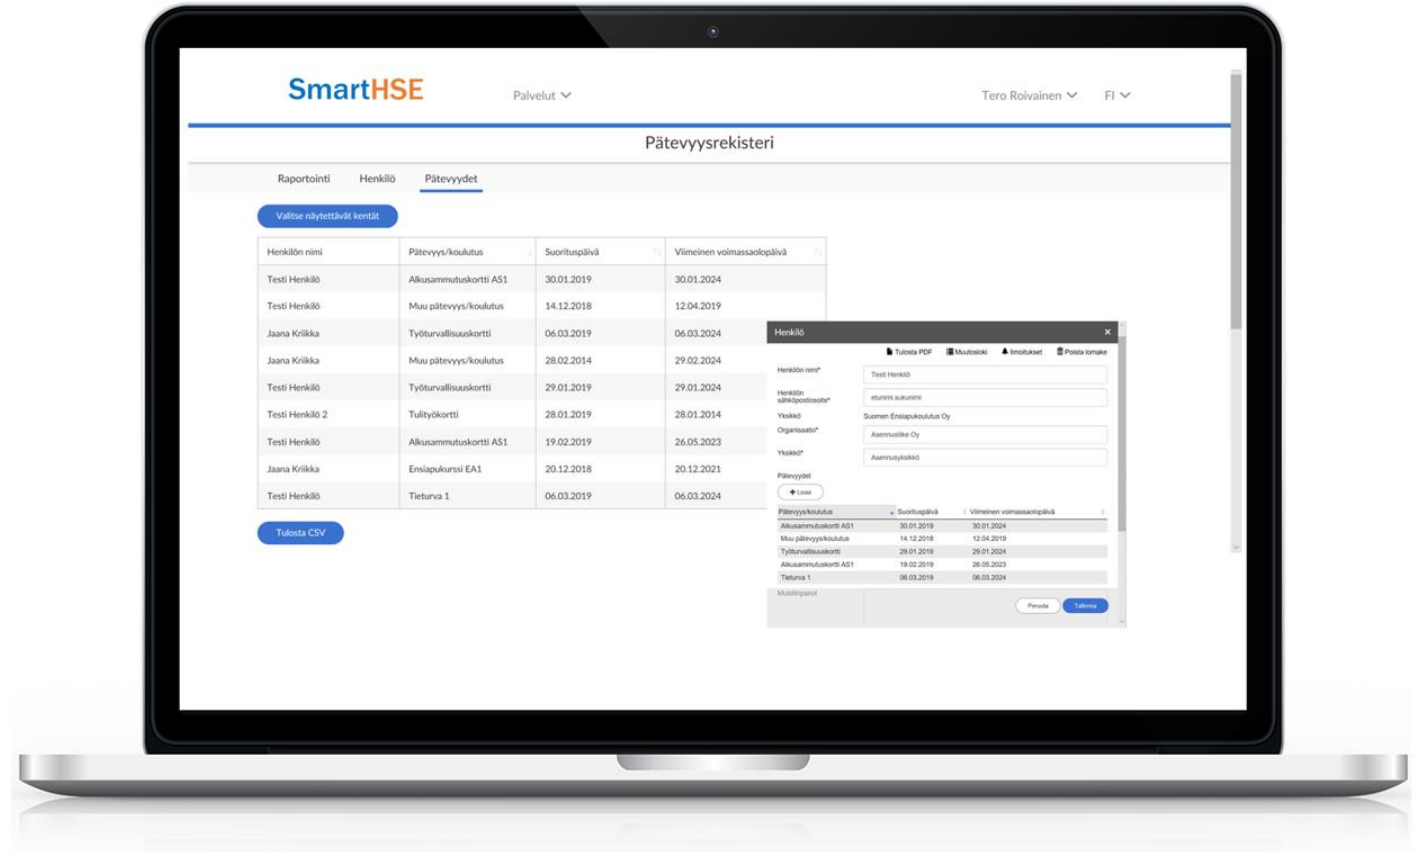 SmartHSE
Palvelut
Tero Roivainen
FI
Pätevyysrekisteri
Raportointi Henkilö Pätevyydet
Valitse näytettävät kentät
Henkilön nimi Pätevyys/koulutus Suorituspäivä Viimeinen voimassaolopäivä
Testi Henkilö Alkusammutuskortti AS1 30.01.2019 30.01.2024
Testi Henkilö Muu pätevyys/koulutus 14.12.2018 12.04.2019
Jaana Kriikka Työturvallisuuskortti 06.03.2019 06.03.2024
Jaana Kriikka Muu pätevyys/koulutus 28.02.2014 29.02.2024
Testi Henkilö Työturvallisuuskortti 29.01.2019 29.01.2024
Testi Henkilö 2 Tulityökortti 28.01.2019 28.01.2014
Testi Henkilö Alkusammutuskortti AS1 19.02.2019 26.05.2023
Jaana Kriikka Ensiapukurssi EA1 20.12.2018 20.12.2021
Testi Henkilö Tieturva 1 06.03.2019 06.03.2024
Tulosta CSV
Henkilö
Tulosta PDF Muutosloki Ilmoitukset Poista lomake
Henkilön nimi* Testi Henkilö
Henkilön
sähköpostiosoite* etunimi.sukunimi
Yksikkö Suomen Ensiapukoulutus Oy
Organisaatio* Asennusliike Oy
Yksikkö* Asennusyksikkö
Pätevyydet
Lisää
Pätevyys/koulutus Suorituspäivä Viimeinen voimassaolopäivä
Alkusammutuskortti AS1 30.01.2019 30.01.2024
Muu pätevyys/koulutus 14.12.2018 12.04.2019
Työturvallisuuskortti 29.01.2019 29.01.2024
Alkusammutuskortti AS1 19.02.2019 26.05.2023
Tieturva 1 06.03.2019 06.03.2024
Muistiinpanot
Peruuta Tallenna